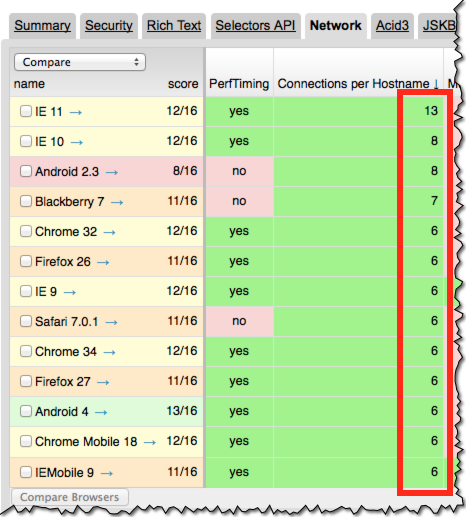 Summary Security Rich Text Selectors API Network Acid3 JSKB
Compare
name score PerfTiming Connections per Hostname ↓ M
IE 11 → 12/16 yes 13
IE 10 → 12/16 yes 8
Android 2.3 → 8/16 no 8
Blackberry 7 → 11/16 no 7
Chrome 32 → 12/16 yes 6
Firefox 26 → 11/16 yes 6
IE 9 → 12/16 yes 6
Safari 7.0.1 → 11/16 no 6
Chrome 34 → 12/16 yes 6
Firefox 27 → 11/16 yes 6
Android 4 → 13/16 yes 6
Chrome Mobile 18 → 12/16 yes 6
IEMobile 9 → 11/16 yes 6
Compare Browsers